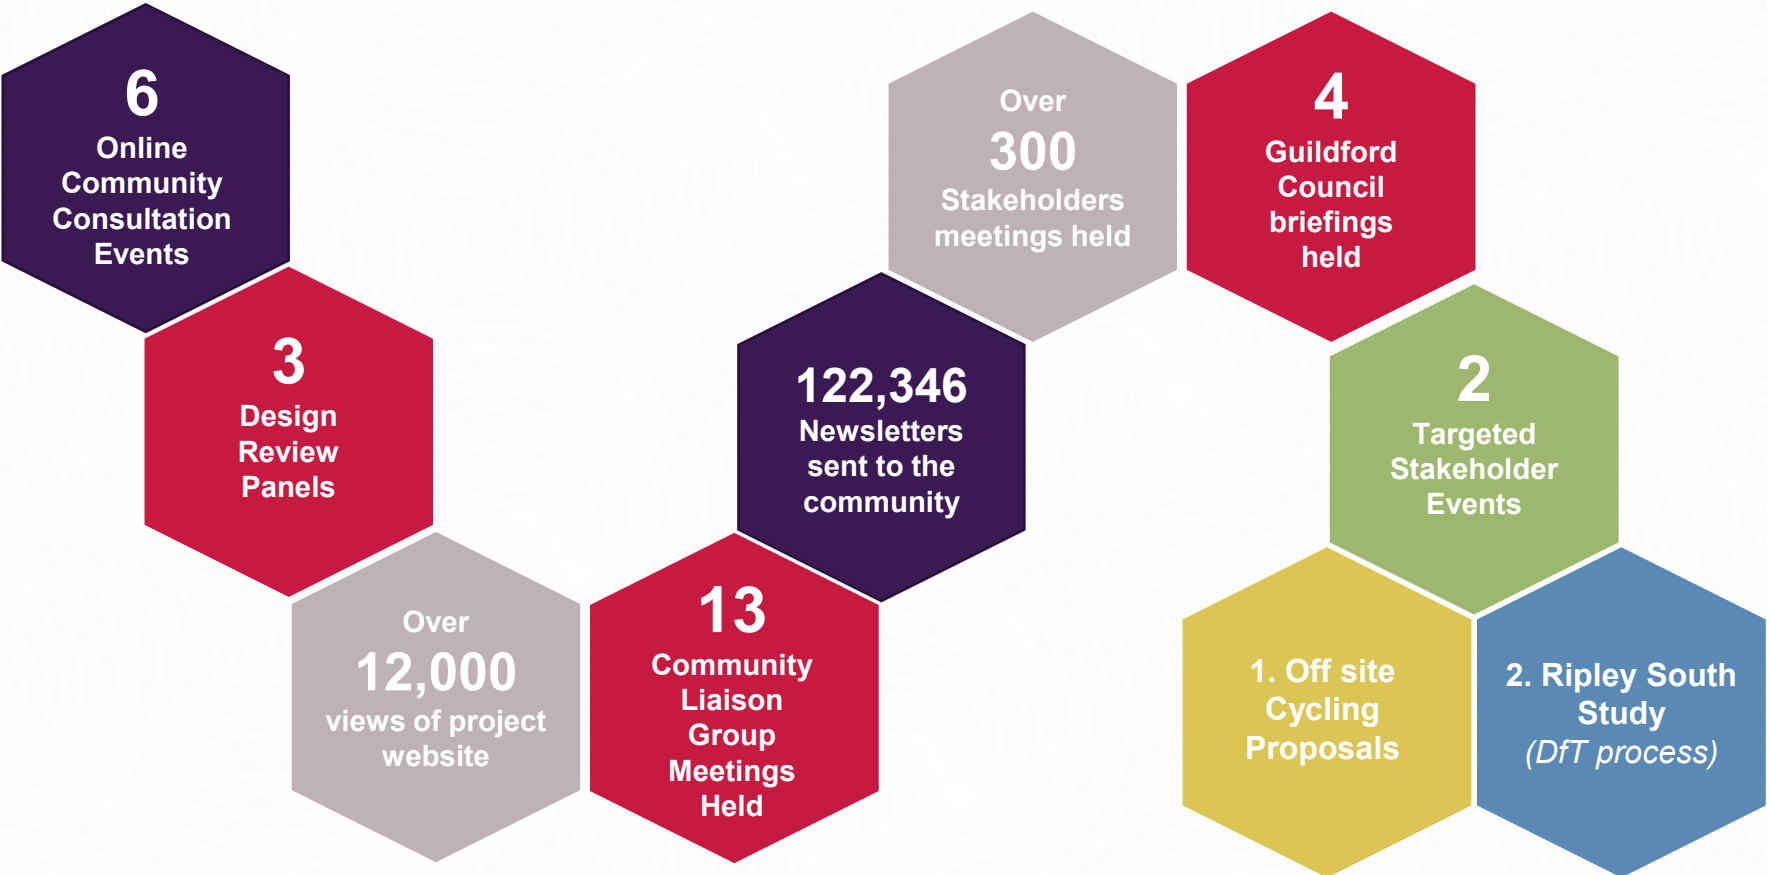 6
Online
Community
Consultation
Events
3
Design
Review
Panels
Over
12,000
views of project
website
13
Community
Liaison
Group
Meetings
Held
122,346
Newsletters
sent to the
community
Over
300
Stakeholders
meetings held
4
Guildford
Council
briefings
held
2
Targeted
Stakeholder
Events
1. Off site
Cycling
Proposals
2. Ripley South
Study
(DfT process)